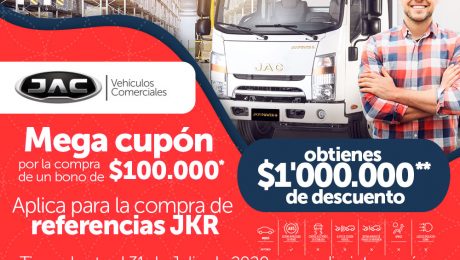 JAC
Vehículos
Comerciales
JAC
Mega cupón
por la compra
de un bono de $100.000*
obtienes
$1'000.000**
de descuento
Aplica para la compra de
referencias JKR